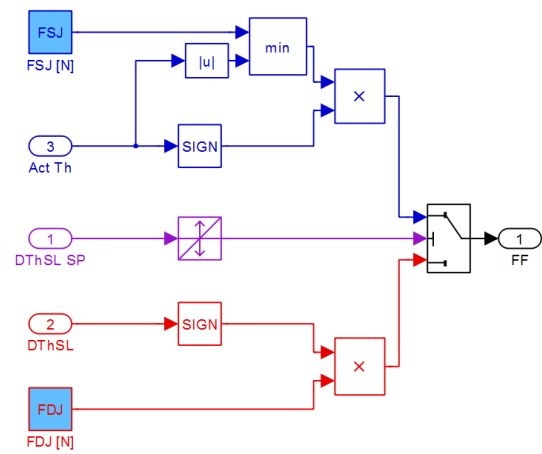 FSJ
FSJ [N]
|u|
min
×
3
Act Th
SIGN
1
DThSL SP
1
FF
2
DThSL
SIGN
×
FDJ
FDJ [N]